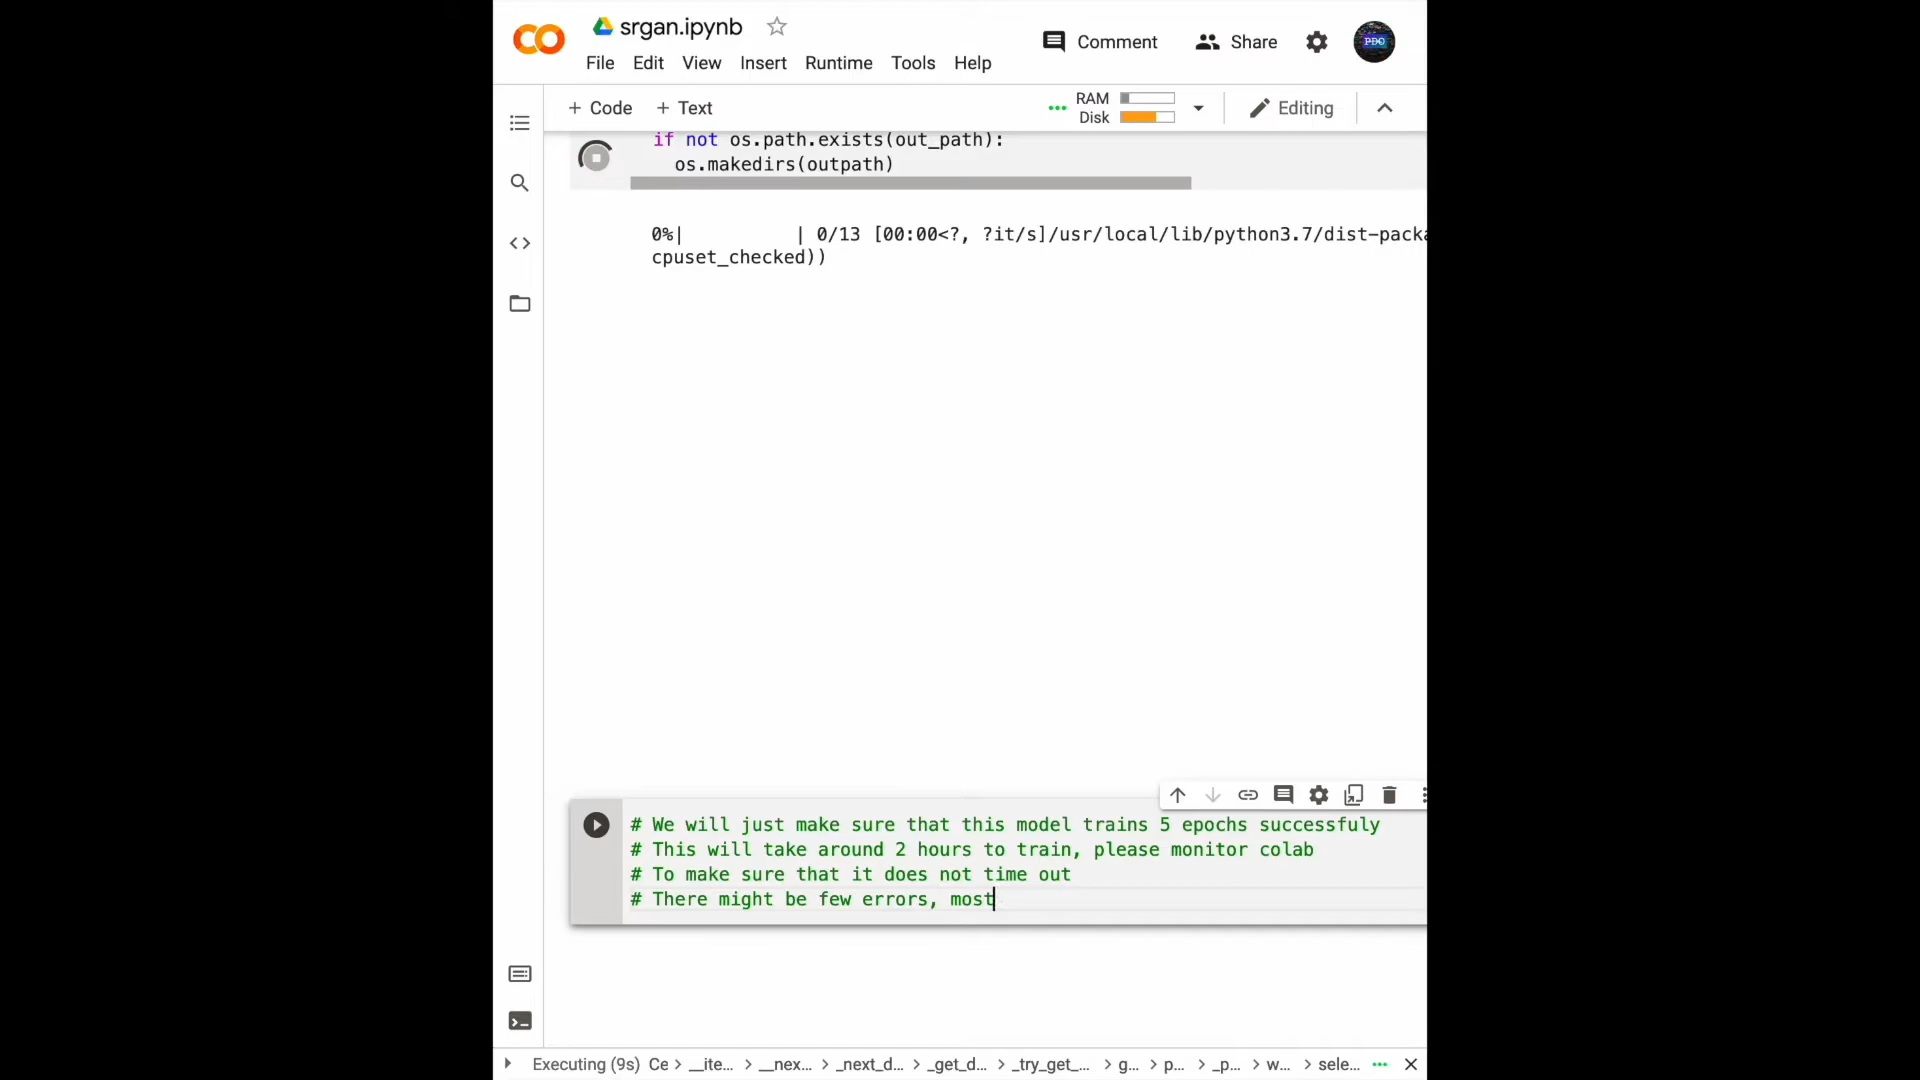 srgan.ipynb
Comment
Share
PDO
File Edit View Insert Runtime Tools Help
+ Code + Text
RAM
Disk
Editing
if not os.path.exists(out_path):
os.makedirs(outpath)
0%| | 0/13 [00:00<?, ?it/s]/usr/local/lib/python3.7/dist-packa
cpuset_checked))
# We will just make sure that this model trains 5 epochs successfuly
# This will take around 2 hours to train, please monitor colab
# To make sure that it does not time out
# There might be few errors, most
Executing (9s) Ce > __ite... > __nex... > _next_d... > _get_d... > _try_get_... > g... > p... > _p... > w... > sele...